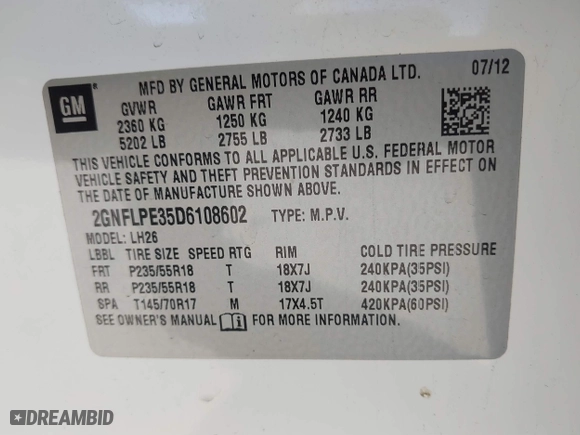 GM
MFD BY GENERAL MOTORS OF CANADA LTD. 07/12
GVWR GAWR FRT GAWR RR
2360 KG 1250 KG 1240 KG
5202 LB 2755 LB 2733 LB
THIS VEHICLE CONFORMS TO ALL APPLICABLE U.S. FEDERAL MOTOR
VEHICLE SAFETY AND THEFT PREVENTION STANDARDS IN EFFECT ON
THE DATE OF MANUFACTURE SHOWN ABOVE.
2GNFLPE35D6108602 TYPE: M.P.V.
MODEL: LH26
LBBL TIRE SIZE SPEED RTG RIM COLD TIRE PRESSURE
FRT P235/55R18 T 18X7J 240KPA(35PSI)
RR P235/55R18 T 18X7J 240KPA(35PSI)
SPA T145/70R17 M 17X4.5T 420KPA(60PSI)
SEE OWNER'S MANUAL FOR MORE INFORMATION.
DREAMBID